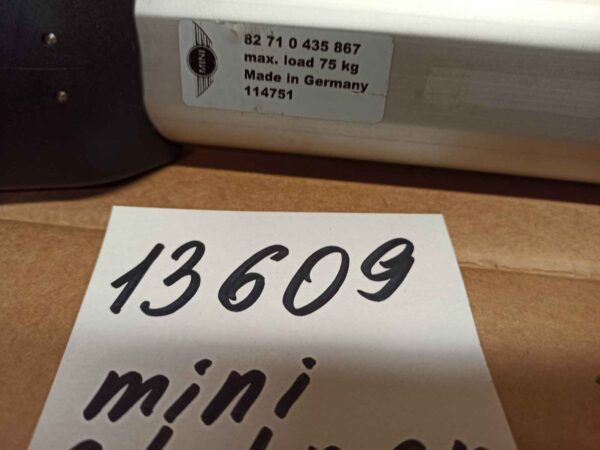 MINI
82 71 0 435 867
max. load 75 kg
Made in Germany
114751
13609
mini